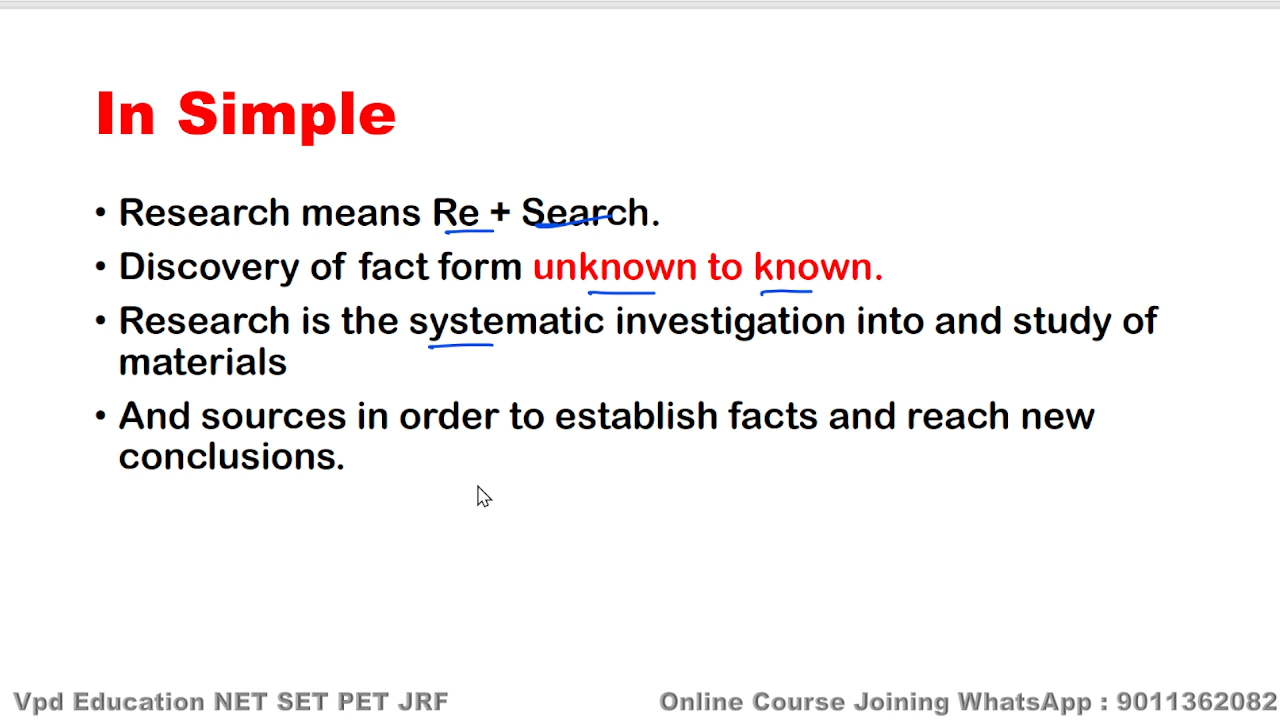 In Simple
• Research means Re + Search.
• Discovery of fact form unknown to known.
• Research is the systematic investigation into and study of
materials
• And sources in order to establish facts and reach new
conclusions.
Vpd Education NET SET PET JRF
Online Course Joining WhatsApp : 9011362082